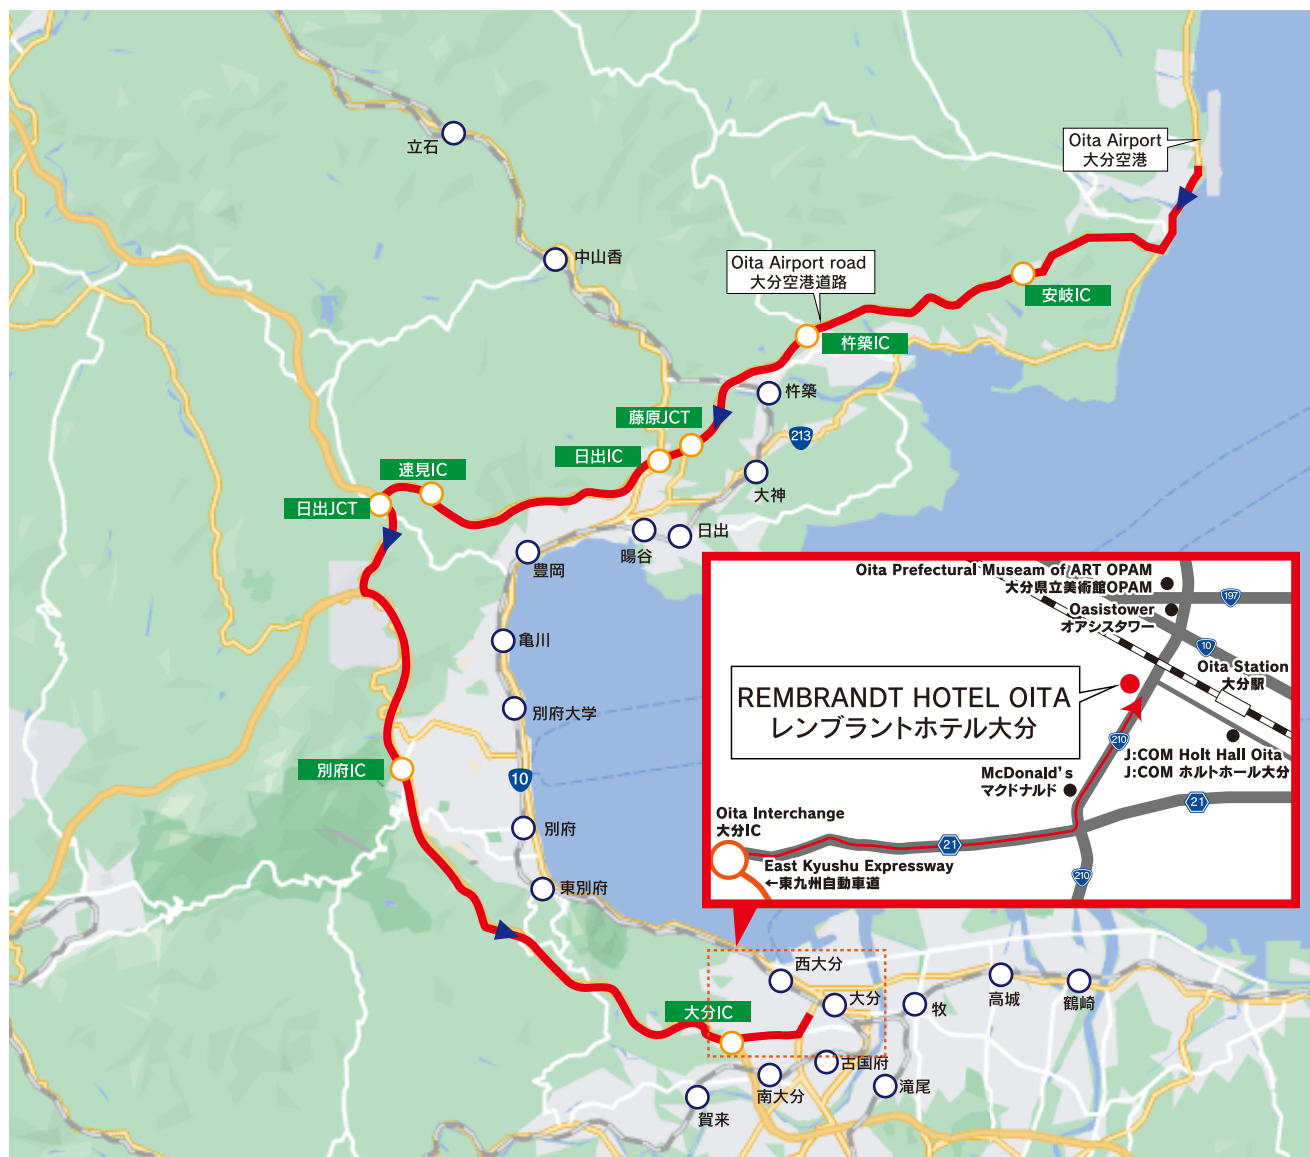 Oita Airport
大分空港
立石
中山香
Oita Airport road
大分空港道路
安岐IC
杵築IC
杵築
藤原JCT
213
日出IC
速見IC
大神
日出JCT
日出
暘谷
豊岡
亀川
別府大学
別府IC
10
別府
東別府
Oita Prefectural Museam of ART OPAM
大分県立美術館OPAM
197
Oasistower
オアシスタワー
10
Oita Station
大分駅
REMBRANDT HOTEL OITA
レンブラントホテル大分
210
J:COM Holt Hall Oita
J:COM ホルトホール大分
McDonald's
マクドナルド
21
Oita Interchange
大分IC
21
East Kyushu Expressway
←東九州自動車道
210
西大分
大分
高城
鶴崎
牧
大分IC
古国府
滝尾
南大分
賀来